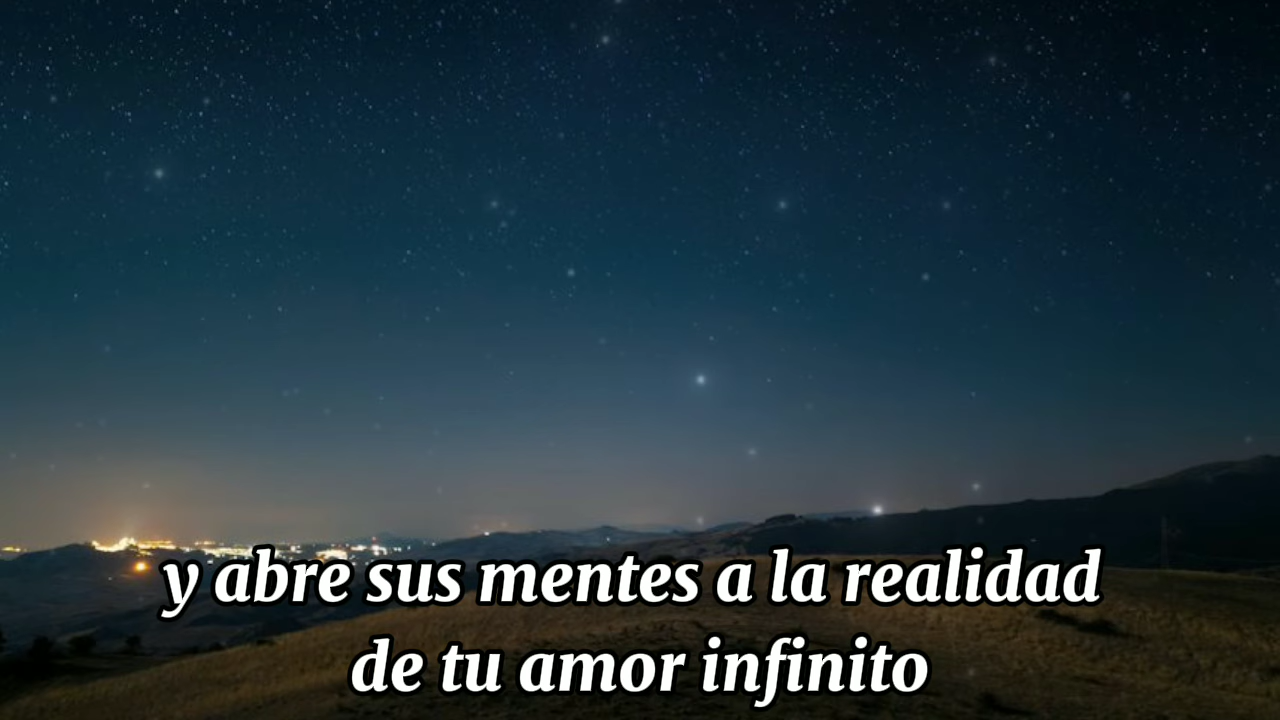 y abre sus mentes a la realidad
de tu amor infinito